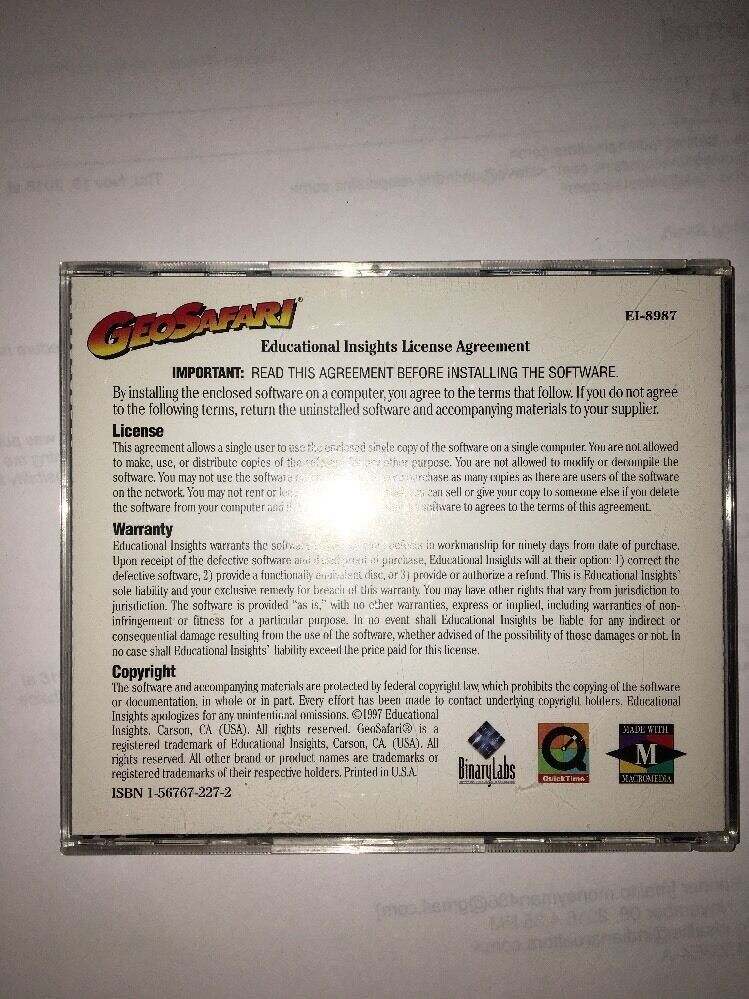 GEOSAFARI®
EI-8987
Educational Insights License Agreement
IMPORTANT: READ THIS AGREEMENT BEFORE INSTALLING THE SOFTWARE.
By installing the enclosed software on a computer, you agree to the terms that follow. If you do not agree
to the following terms, return the uninstalled software and accompanying materials to your supplier.
License
This agreement allows a single user to use the enclosed single copy of the software on a single computer. You are not allowed
to make, use, or distribute copies of the software for any other purpose. You are not allowed to modify or decompile the
software. You may not use the software purchase as many copies as there are users of the software
on the network. You may not rent or can sell or give your copy to someone else if you delete
the software from your computer and software to agrees to the terms of this agreement.
Warranty
Educational Insights warrants the defects in workmanship for ninety days from date of purchase.
Upon receipt of the defective software and purchase, Educational Insights will at their option: 1) correct the
defective software, 2) provide a functionally equivalent disc, or 3) provide or authorize a refund. This is Educational Insights'
sole liability and your exclusive remedy for breach of this warranty. You may have other rights that vary from jurisdiction to
jurisdiction. The software is provided "as is," with no other warranties, express or implied, including warranties of non-
infringement or fitness for a particular purpose. In no event shall Educational Insights be liable for any indirect or
consequential damage resulting from the use of the software, whether advised of the possibility of those damages or not. In
no case shall Educational Insights' liability exceed the price paid for this license.
Copyright
The software and accompanying materials are protected by federal copyright law, which prohibits the copying of the software
or documentation, in whole or in part. Every effort has been made to contact underlying copyright holders. Educational
Insights apologizes for any unintentional omissions. ©1997 Educational
Insights, Carson, CA (USA). All rights reserved. GeoSafari® is a
registered trademark of Educational Insights, Carson, CA. (USA). All
rights reserved. All other brand or product names are trademarks or
registered trademarks of their respective holders. Printed in U.S.A.
ISBN 1-56767-227-2
BinaryLabs
QuickTime™
MADE WITH
M
MACROMEDIA